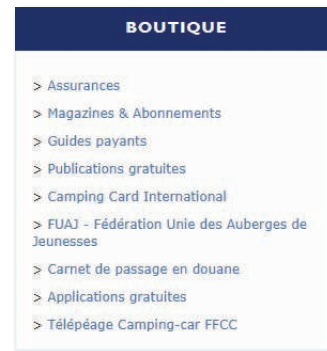 BOUTIQUE
> Assurances
> Magazines & Abonnements
> Guides payants
> Publications gratuites
> Camping Card International
> FUAJ - Fédération Unie des Auberges de
Jeunesses
> Carnet de passage en douane
> Applications gratuites
> Télépéage Camping-car FFCC